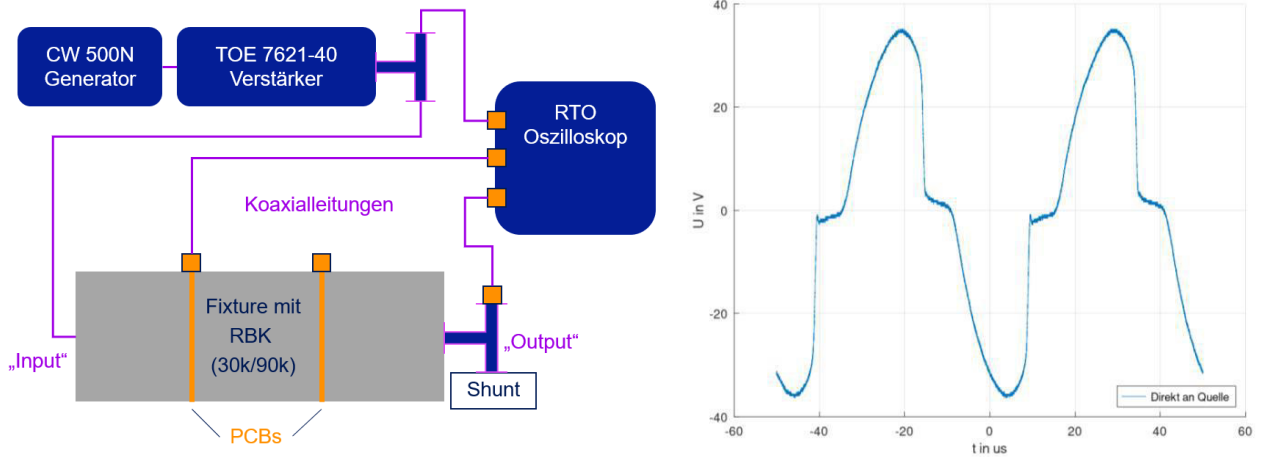 CW 500N
Generator
TOE 7621-40
Verstärker
RTO
Oszilloskop
Koaxialleitungen
Fixture mit
RBK
(30k/90k)
„Input“
„Output“
Shunt
PCBs
40
20
0
-20
-40
U in V
-60
-40
-20
0
20
40
60
t in us
Direkt an Quelle